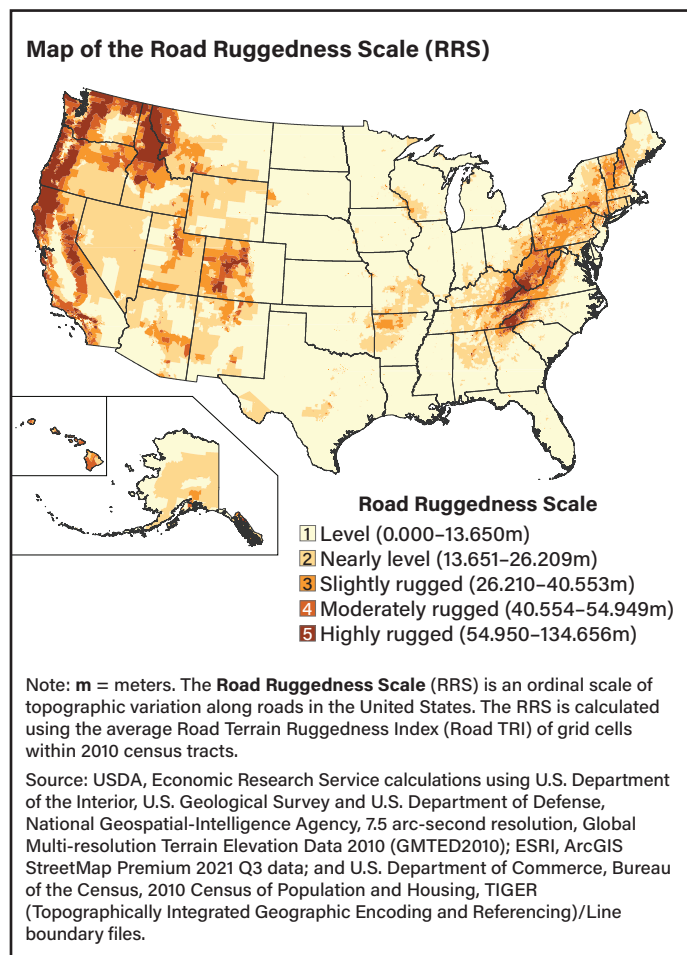 Map of the Road Ruggedness Scale (RRS)
Road Ruggedness Scale
1 Level (0.000–13.650m)
2 Nearly level (13.651–26.209m)
3 Slightly rugged (26.210–40.553m)
4 Moderately rugged (40.554–54.949m)
5 Highly rugged (54.950–134.656m)
Note: m = meters. The Road Ruggedness Scale (RRS) is an ordinal scale of
topographic variation along roads in the United States. The RRS is calculated
using the average Road Terrain Ruggedness Index (Road TRI) of grid cells
within 2010 census tracts.
Source: USDA, Economic Research Service calculations using U.S. Department
of the Interior, U.S. Geological Survey and U.S. Department of Defense,
National Geospatial-Intelligence Agency, 7.5 arc-second resolution, Global
Multi-resolution Terrain Elevation Data 2010 (GMTED2010); ESRI, ArcGIS
StreetMap Premium 2021 Q3 data; and U.S. Department of Commerce, Bureau
of the Census, 2010 Census of Population and Housing, TIGER
(Topographically Integrated Geographic Encoding and Referencing)/Line
boundary files.